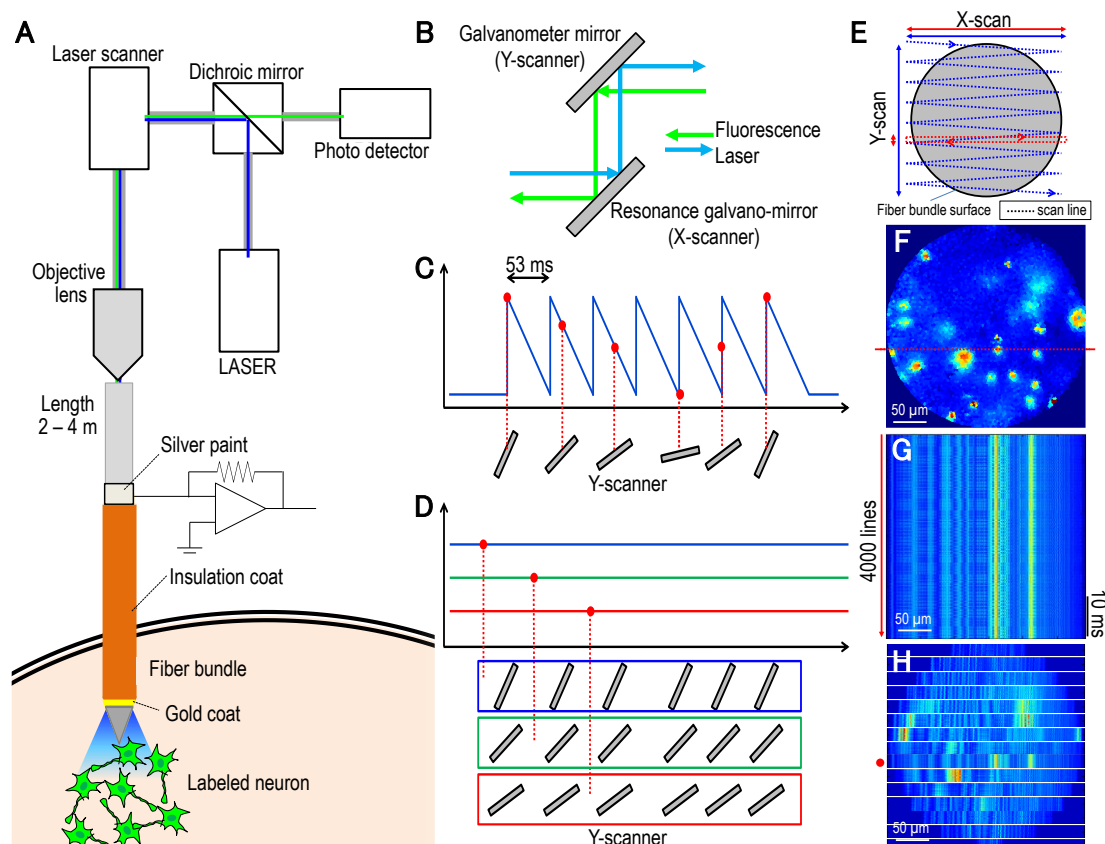 A
Laser scanner
Dichroic mirror
Photo detector
Objective
lens
LASER
Length
2 – 4 m
Silver paint
Insulation coat
Fiber bundle
Gold coat
Labeled neuron
B
Galvanometer mirror
(Y-scanner)
Fluorescence
Laser
Resonance galvano-mirror
(X-scanner)
C
53 ms
Y-scanner
D
Y-scanner
E
X-scan
Y-scan
Fiber bundle surface
scan line
F
50 µm
G
4000 lines
50 µm
10 ms
H
50 µm